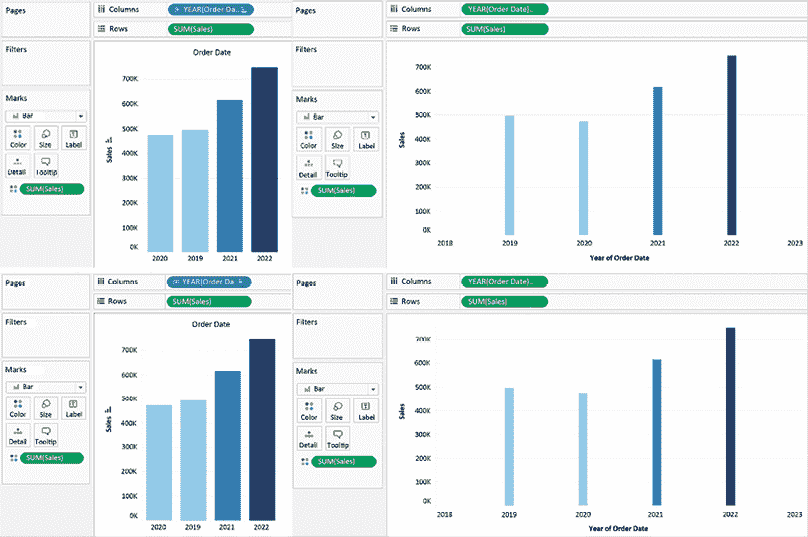 Pages
Columns
YEAR(Order Da..
Rows
SUM(Sales)
Filters
Marks
Bar
Color
Size
Label
Detail
Tooltip
SUM(Sales)
Order Date
Sales
700K
600K
500K
400K
300K
200K
100K
0K
2020
2019
2021
2022
Pages
Columns
YEAR(Order Date)..
Rows
SUM(Sales)
Filters
Marks
Bar
Color
Size
Label
Detail
Tooltip
SUM(Sales)
Sales
700K
600K
500K
400K
300K
200K
100K
0K
2018
2019
2020
2021
2022
2023
Year of Order Date
Pages
Columns
YEAR(Order Da
Rows
SUM(Sales)
Filters
Marks
Bar
Color
Size
Label
Detail
Tooltip
SUM(Sales)
Order Date
Sales
700K
600K
500K
400K
300K
200K
100K
0K
2020
2019
2021
2022
Pages
Columns
YEAR(Order Date)..
Rows
SUM(Sales)
Filters
Marks
Bar
Color
Size
Label
Detail
Tooltip
SUM(Sales)
Sales
700K
600K
500K
400K
300K
200K
100K
0K
2018
2019
2020
2021
2022
2023
Year of Order Date